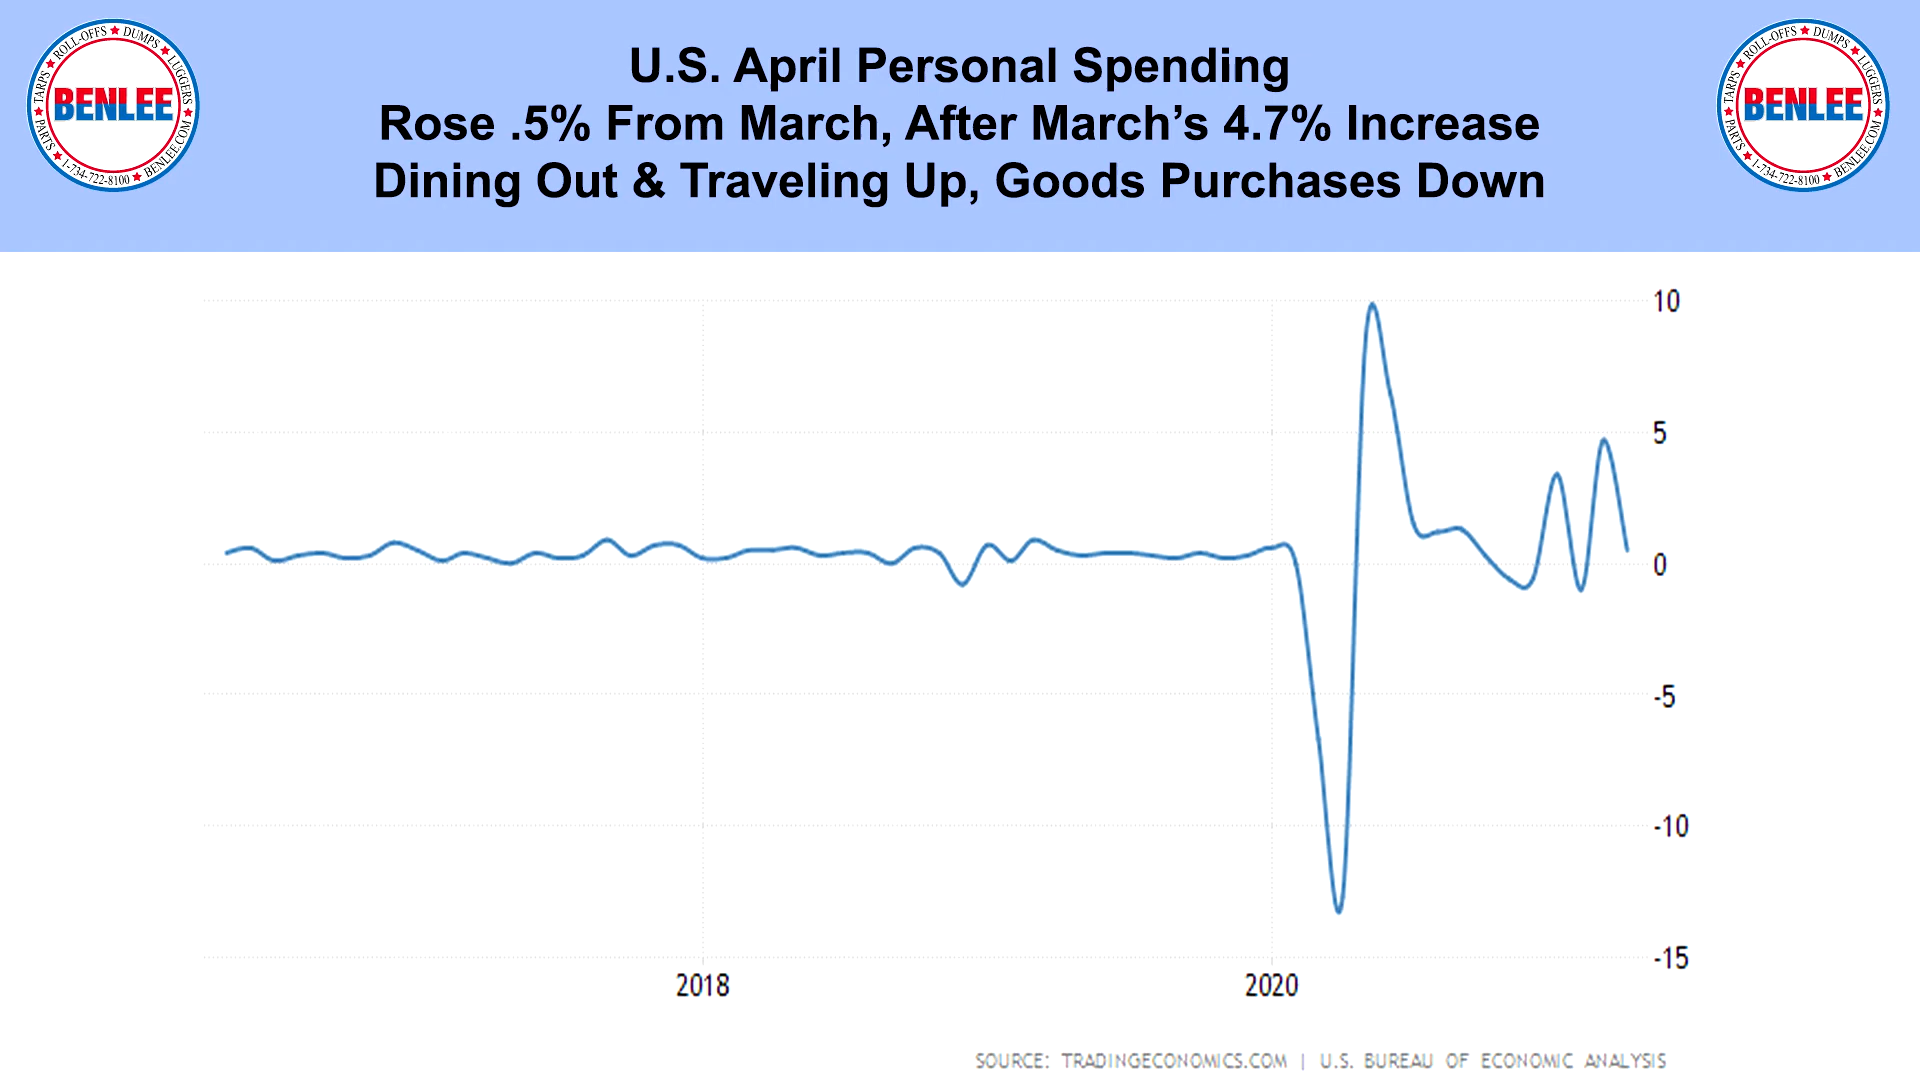 U.S. April Personal Spending
Rose .5% From March, After March’s 4.7% Increase
Dining Out & Traveling Up, Goods Purchases Down
TARPS ★ ROLL-OFFS ★ DUMPS ★ LUGGERS ★
BENLEE
PARTS ★ 1-734-722-8100 ★ BENLEE.COM ★
TARPS ★ ROLL-OFFS ★ DUMPS ★ LUGGERS ★
BENLEE
PARTS ★ 1-734-722-8100 ★ BENLEE.COM ★
10
5
0
-5
-10
-15
2018
2020
SOURCE: TRADINGECONOMICS.COM | U.S. BUREAU OF ECONOMIC ANALYSIS